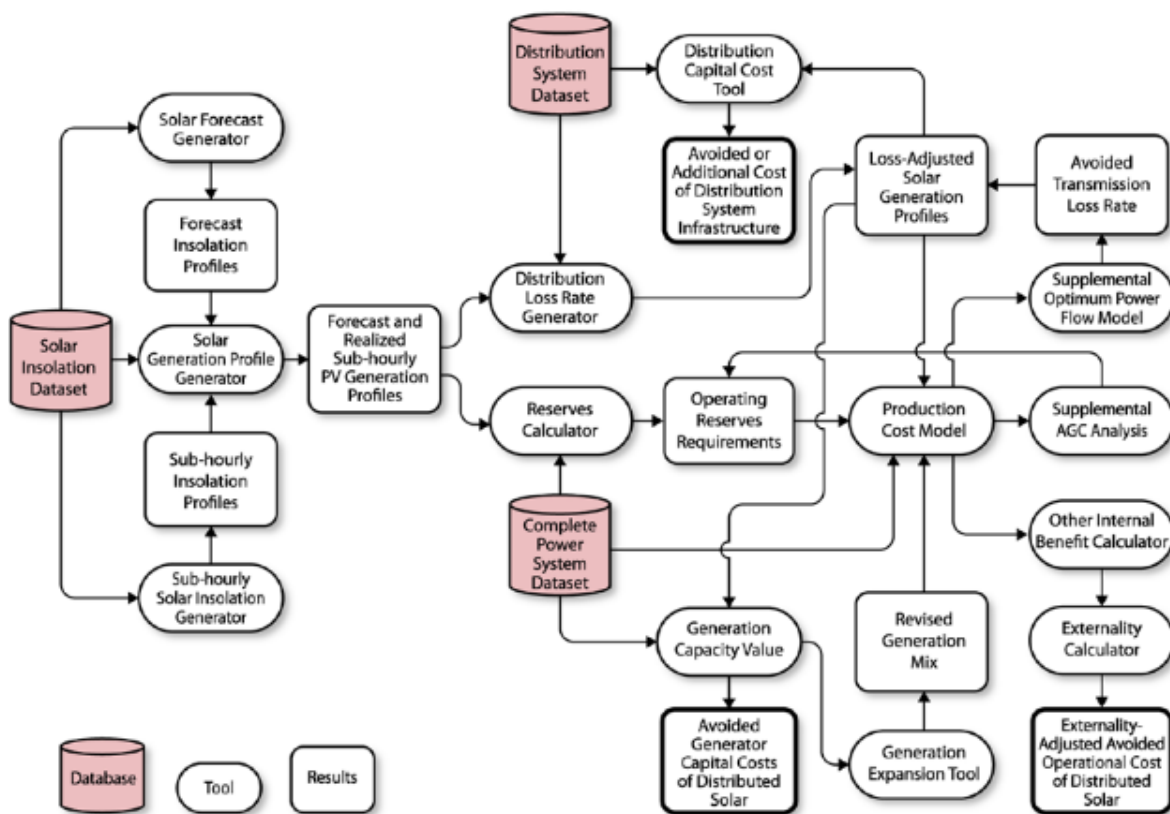 Solar Forecast
Generator
Forecast
Insolation
Profiles
Solar
Insolation
Dataset
Solar
Generation Profile
Generator
Sub-hourly
Insolation
Profiles
Sub-hourly
Solar Insolation
Generator
Forecast and
Realized
Sub-hourly
PV Generation
Profiles
Distribution
System
Dataset
Distribution
Capital Cost
Tool
Avoided or
Additional Cost
of Distribution
System
Infrastructure
Distribution
Loss Rate
Generator
Loss-Adjusted
Solar
Generation
Profiles
Avoided
Transmission
Loss Rate
Supplemental
Optimum Power
Flow Model
Reserves
Calculator
Operating
Reserves
Requirements
Production
Cost Model
Supplemental
AGC Analysis
Complete
Power
System
Dataset
Other Internal
Benefit Calculator
Generation
Capacity Value
Revised
Generation
Mix
Externality
Calculator
Avoided
Generator
Capital Costs
of Distributed
Solar
Generation
Expansion Tool
Externality-
Adjusted Avoided
Operational Cost
of Distributed
Solar
Database
Tool
Results